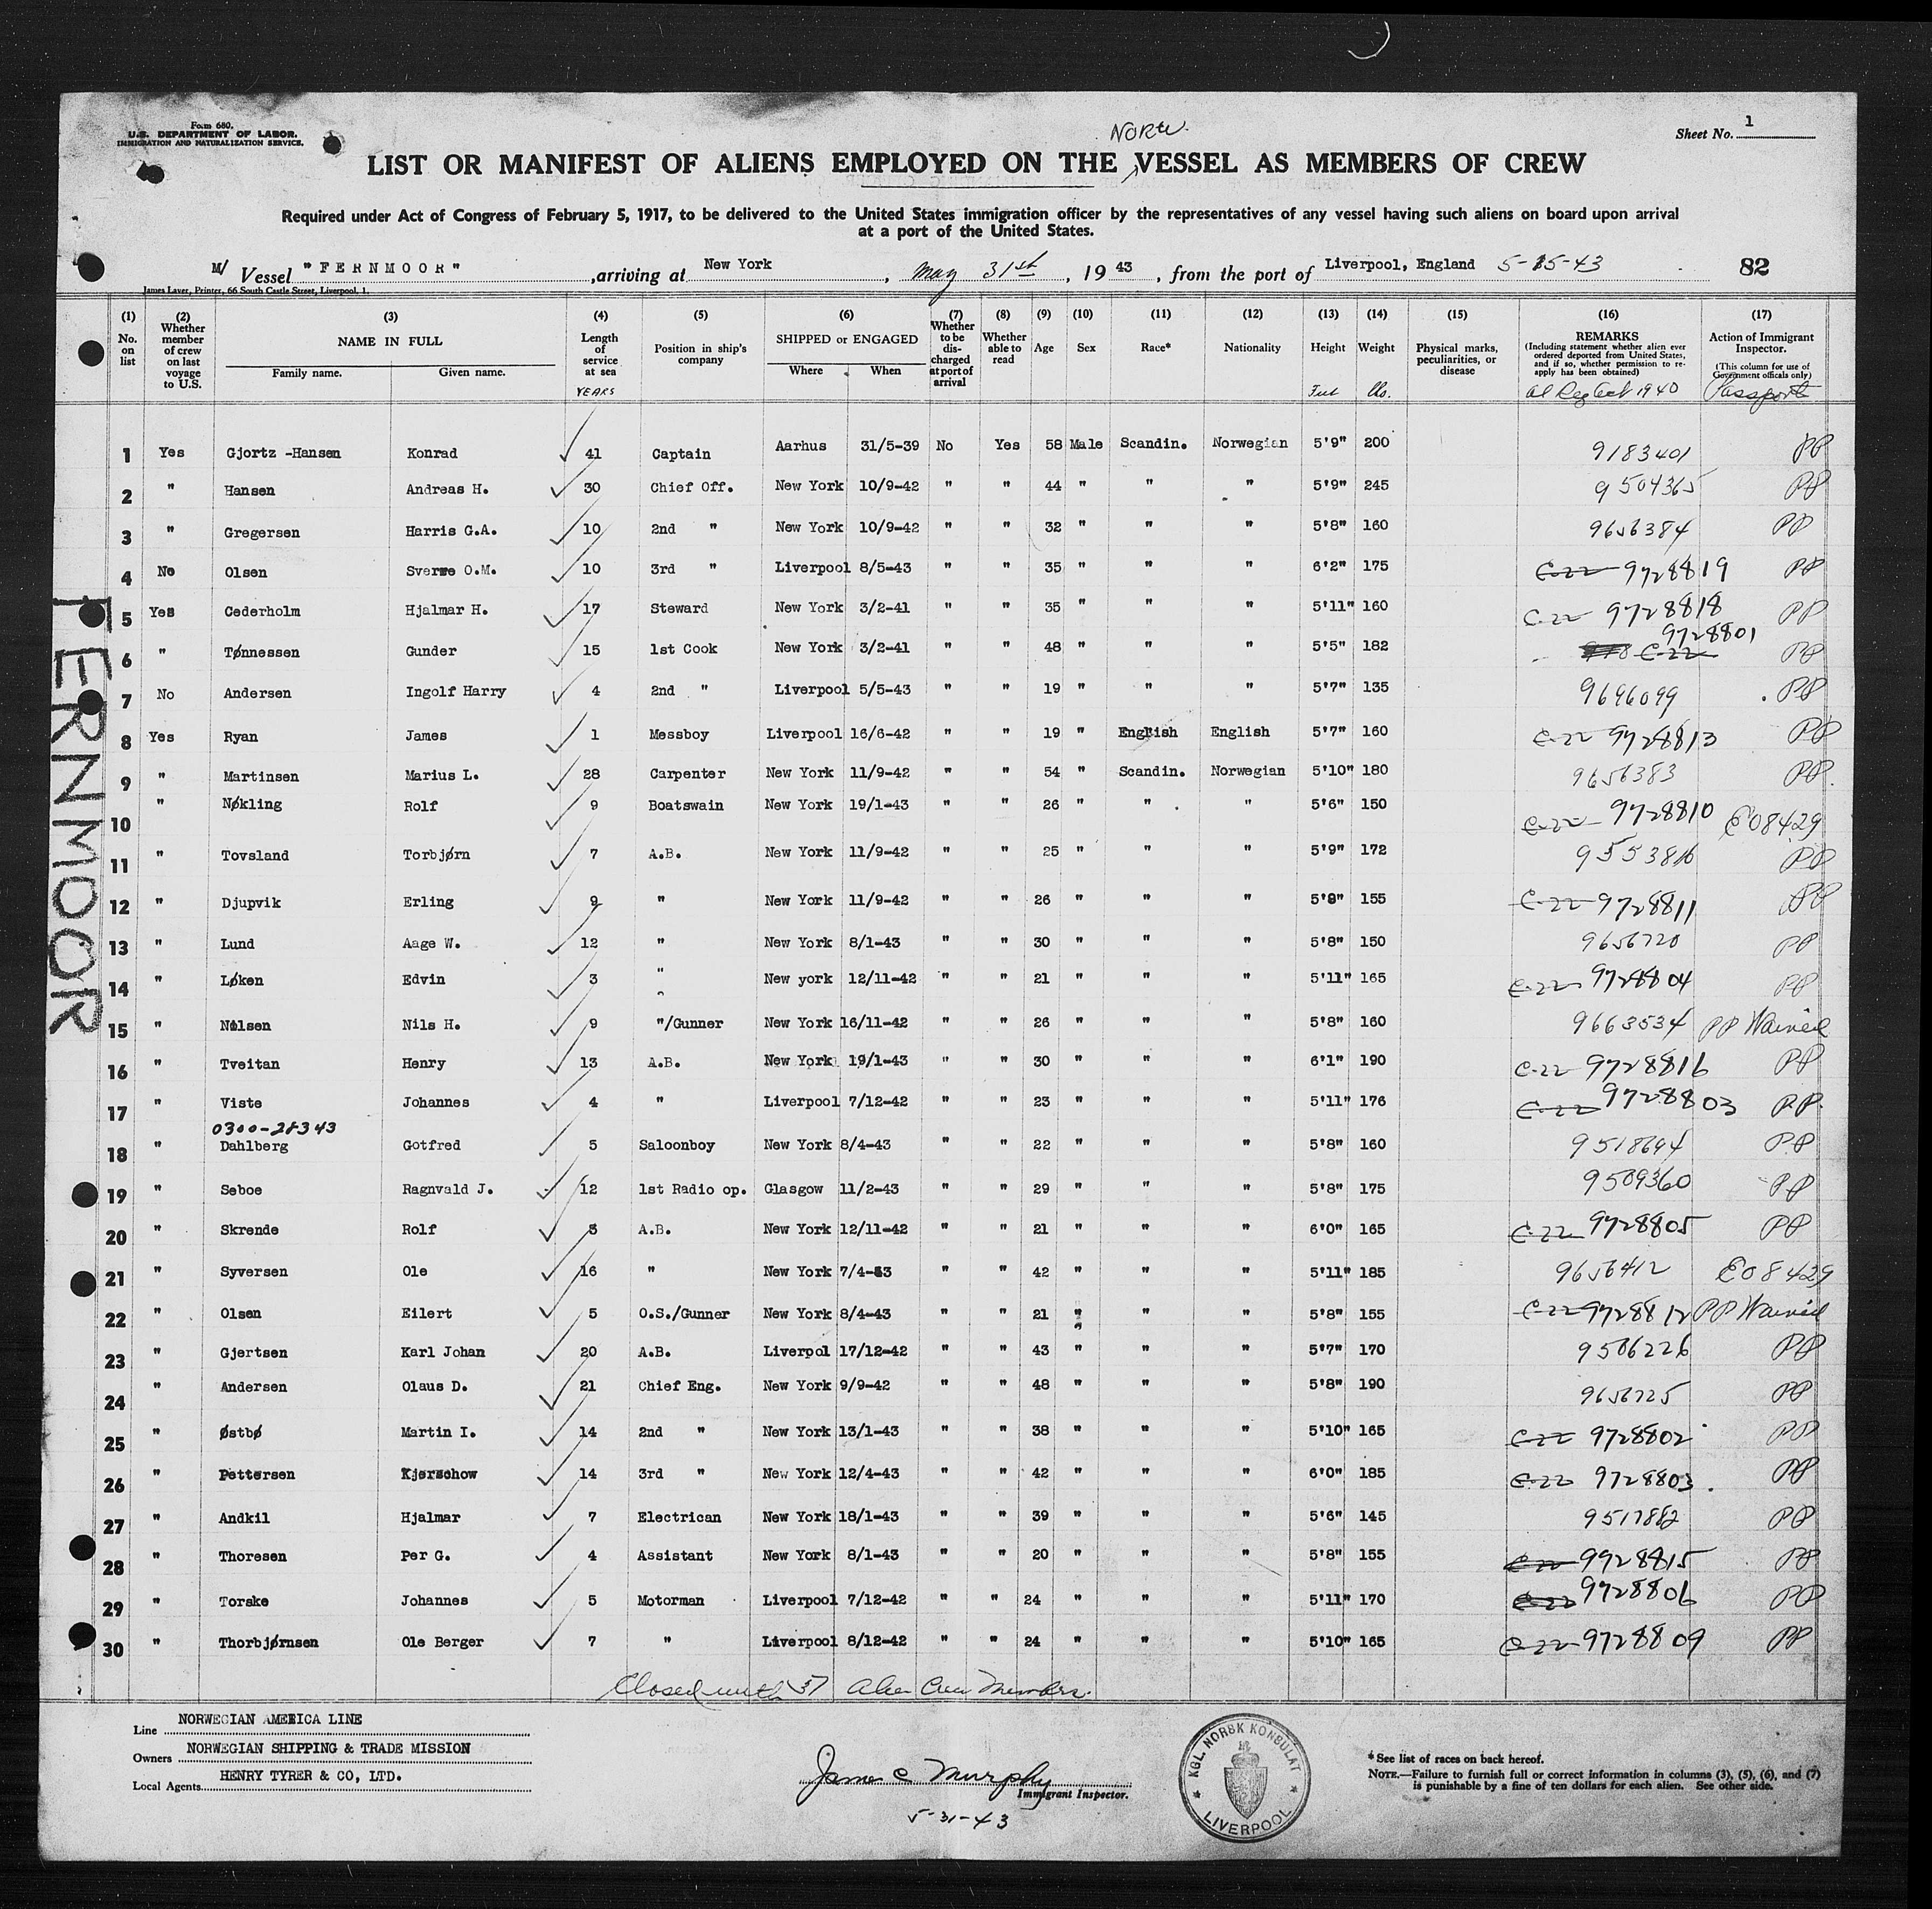 Form 680.
U.S. DEPARTMENT OF LABOR.
IMMIGRATION AND NATURALIZATION SERVICE.
Sheet No. 1
NORW.
LIST OR MANIFEST OF ALIENS EMPLOYED ON THE VESSEL AS MEMBERS OF CREW
Required under Act of Congress of February 5, 1917, to be delivered to the United States immigration officer by the representatives of any vessel having such aliens on board upon arrival
at a port of the United States.
M/ Vessel "FERNMOOR", arriving at New York, May 31st, 1943, from the port of Liverpool, England 5-15-43 82
James Laver, Printer, 66 South Castle Street, Liverpool, 1.
(1) No. on list (2) Whether member of crew on last voyage to U.S. (3) NAME IN FULL Family name. Given name. (4) Length of service at sea YEARS (5) Position in ship's company (6) SHIPPED or ENGAGED Where When (7) Whether to be discharged at port of arrival (8) Whether able to read (9) Age (10) Sex (11) Race* (12) Nationality (13) Height (14) Weight lbs. (15) Physical marks, peculiarities, or disease (16) REMARKS (Including statement whether alien ever ordered deported from United States, and if so, whether permission to re-apply has been obtained) (17) Action of Immigrant Inspector. (This column for use of Government officials only) Passport
1 Yes Gjortz -Hansen Konrad 41 Captain Aarhus 31/5-39 No Yes 58 Male Scandin. Norwegian 5'9" 200 9183401 PP
2 " Hansen Andreas H. 30 Chief Off. New York 10/9-42 " " 44 " " " 5'9" 245 9504365 PP
3 " Gregersen Harris G.A. 10 2nd " New York 10/9-42 " " 32 " " " 5'8" 160 9656384 PP
4 No Olsen Sverre O.M. 10 3rd " Liverpool 8/5-43 " " 35 " " " 6'2" 175 C-22 9728819 PP
5 Yes Cederholm Hjalmar H. 17 Steward New York 3/2-41 " " 35 " " " 5'11" 160 C-22 9728818 PP
6 " Tønnessen Gunder 15 1st Cook New York 3/2-41 " " 48 " " " 5'5" 182 C-22 9728801 PP
7 No Andersen Ingolf Harry 4 2nd " Liverpool 5/5-43 " " 19 " " " 5'7" 135 9696099 PP
8 Yes Ryan James 1 Messboy Liverpool 16/6-42 " " 19 " English English 5'7" 160 C-22 9728813 PP
9 " Martinsen Marius L. 28 Carpenter New York 11/9-42 " " 54 " Scandin. Norwegian 5'10" 180 9656383 PP
10 " Nøkling Rolf 9 Boatswain New York 19/1-43 " " 26 " " " 5'6" 150 C-22 9728810 E08429
11 " Tovsland Torbjørn 7 A.B. New York 11/9-42 " " 25 " " " 5'9" 172 9553816 PP
12 " Djupvik Erling 9 " New York 11/9-42 " " 26 " " " 5'8" 155 C-22 9728811 PP
13 " Lund Aage W. 12 " New York 8/1-43 " " 30 " " " 5'8" 150 9656720 PP
14 " Løken Edvin 3 " New york 12/11-42 " " 21 " " " 5'11" 165 C-22 9728804 PP
15 " Nilsen Nils H. 9 "/Gunner New York 16/11-42 " " 26 " " " 5'8" 160 9663534 PP Waived
16 " Tveitan Henry 13 A.B. New York 19/1-43 " " 30 " " " 6'1" 190 C-22 9728816 PP
17 " Viste Johannes 4 " Liverpool 7/12-42 " " 23 " " " 5'11" 176 C-22 9728803 PP
0300-28343
18 " Dahlberg Gotfred 5 Saloonboy New York 8/4-43 " " 22 " " " 5'8" 160 9518694 PP
19 " Seboe Ragnvald J. 12 1st Radio op. Glasgow 11/2-43 " " 29 " " " 5'8" 175 9509360 PP
20 " Skrende Rolf 3 A.B. New York 12/11-42 " " 21 " " " 6'0" 165 C-22 9728805 PP
21 " Syversen Ole 16 " New York 7/4-43 " " 42 " " " 5'11" 185 9656412 E08429
22 " Olsen Eilert 5 O.S./Gunner New York 8/4-43 " " 21 " " " 5'8" 155 C-22 9728812 PP Waived
23 " Gjertsen Karl Johan 20 A.B. Liverpol 17/12-42 " " 43 " " " 5'7" 170 9506226 PP
24 " Andersen Olaus D. 21 Chief Eng. New York 9/9-42 " " 48 " " " 5'8" 190 9656725 PP
25 " Østbø Martin I. 14 2nd " New York 13/1-43 " " 38 " " " 5'10" 165 C-22 9728802 PP
26 " Pettersen Kjerschow 14 3rd " New York 12/4-43 " " 42 " " " 6'0" 185 C-22 9728803 PP
27 " Andkil Hjalmar 7 Electrican New York 18/1-43 " " 39 " " " 5'6" 145 9517882 PP
28 " Thoresen Per G. 4 Assistant New York 8/1-43 " " 20 " " " 5'8" 155 C-22 9928815 PP
29 " Torske Johannes 5 Motorman Liverpool 7/12-42 " " 24 " " " 5'11" 170 C-22 9728806 PP
30 " Thorbjørnsen Ole Berger 7 " Liverpool 8/12-42 " " 24 " " " 5'10" 165 C-22 9728809 PP
FERNMOOR
Closed with 37 Alien Crew Members.
Line NORWEGIAN AMERICA LINE
Owners NORWEGIAN SHIPPING & TRADE MISSION
Local Agents HENRY TYRER & CO, LTD.
James C Murphy
Immigrant Inspector.
5-31-43
KGL. NORSK KONSULAT
LIVERPOOL
* See list of races on back hereof.
NOTE.—Failure to furnish full or correct information in columns (3), (5), (6), and (7)
is punishable by a fine of ten dollars for each alien. See other side.